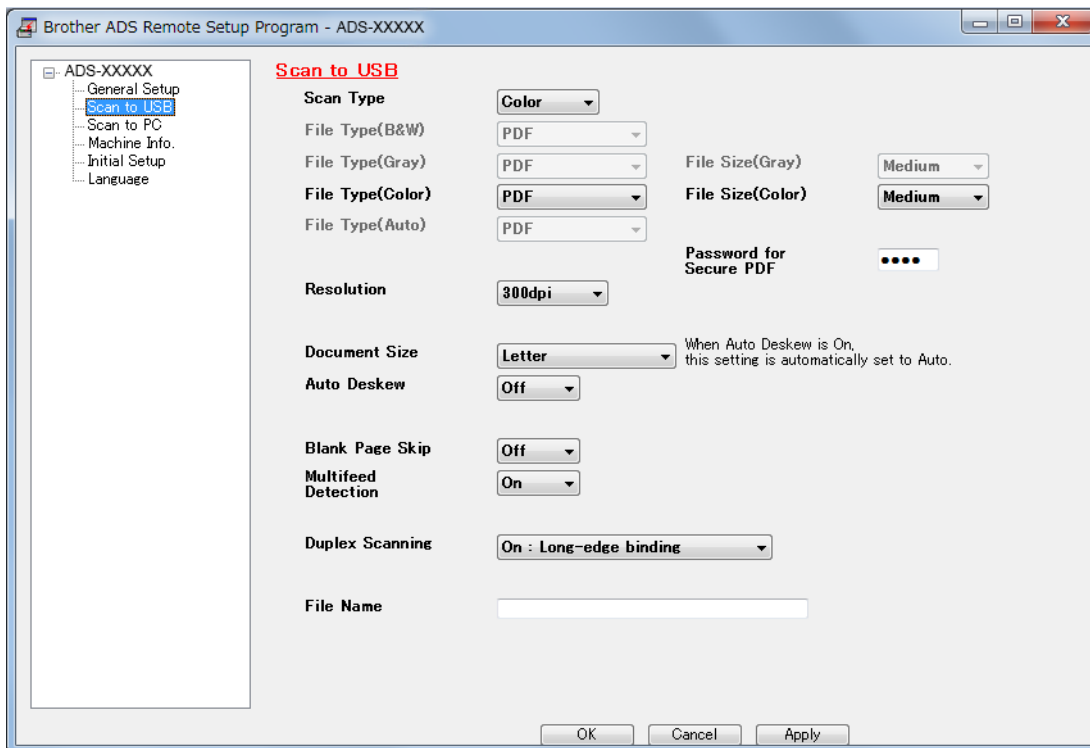 Brother ADS Remote Setup Program - ADS-XXXXX
ADS-XXXXX
General Setup
Scan to USB
Scan to PC
Machine Info.
Initial Setup
Language
Scan to USB
Scan Type
Color
File Type(B&W)
PDF
File Type(Gray)
PDF
File Size(Gray)
Medium
File Type(Color)
PDF
File Size(Color)
Medium
File Type(Auto)
PDF
Password for
Secure PDF
••••
Resolution
300dpi
Document Size
Letter
When Auto Deskew is On,
this setting is automatically set to Auto.
Auto Deskew
Off
Blank Page Skip
Off
Multifeed
Detection
On
Duplex Scanning
On : Long-edge binding
File Name
OK
Cancel
Apply